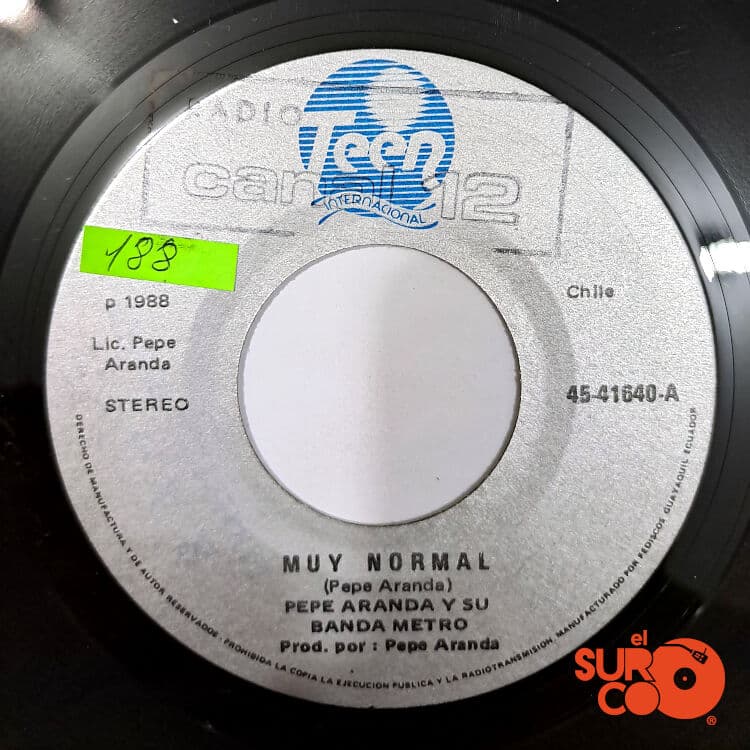 RADIO
Teen
canal 12
INTERNACIONAL
188
p 1988
Chile
Lic. Pepe
Aranda
STEREO
45-41640-A
MUY NORMAL
(Pepe Aranda)
PEPE ARANDA Y SU
BANDA METRO
Prod. por : Pepe Aranda
DERECHO DE MANUFACTURA Y DE AUTOR RESERVADOS - PROHIBIDA LA COPIA LA EJECUCION PUBLICA Y LA RADIOTRANSMISION, MANUFACTURADO POR FEDISCOS GUAYAQUIL ECUADOR
el
SURCO
®